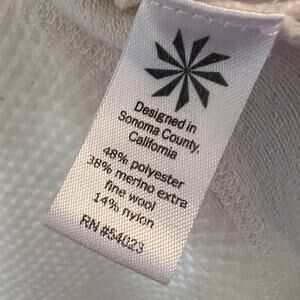 Designed in
Sonoma County,
California
48% polyester
38% merino extra
fine wool
14% nylon
RN #54023